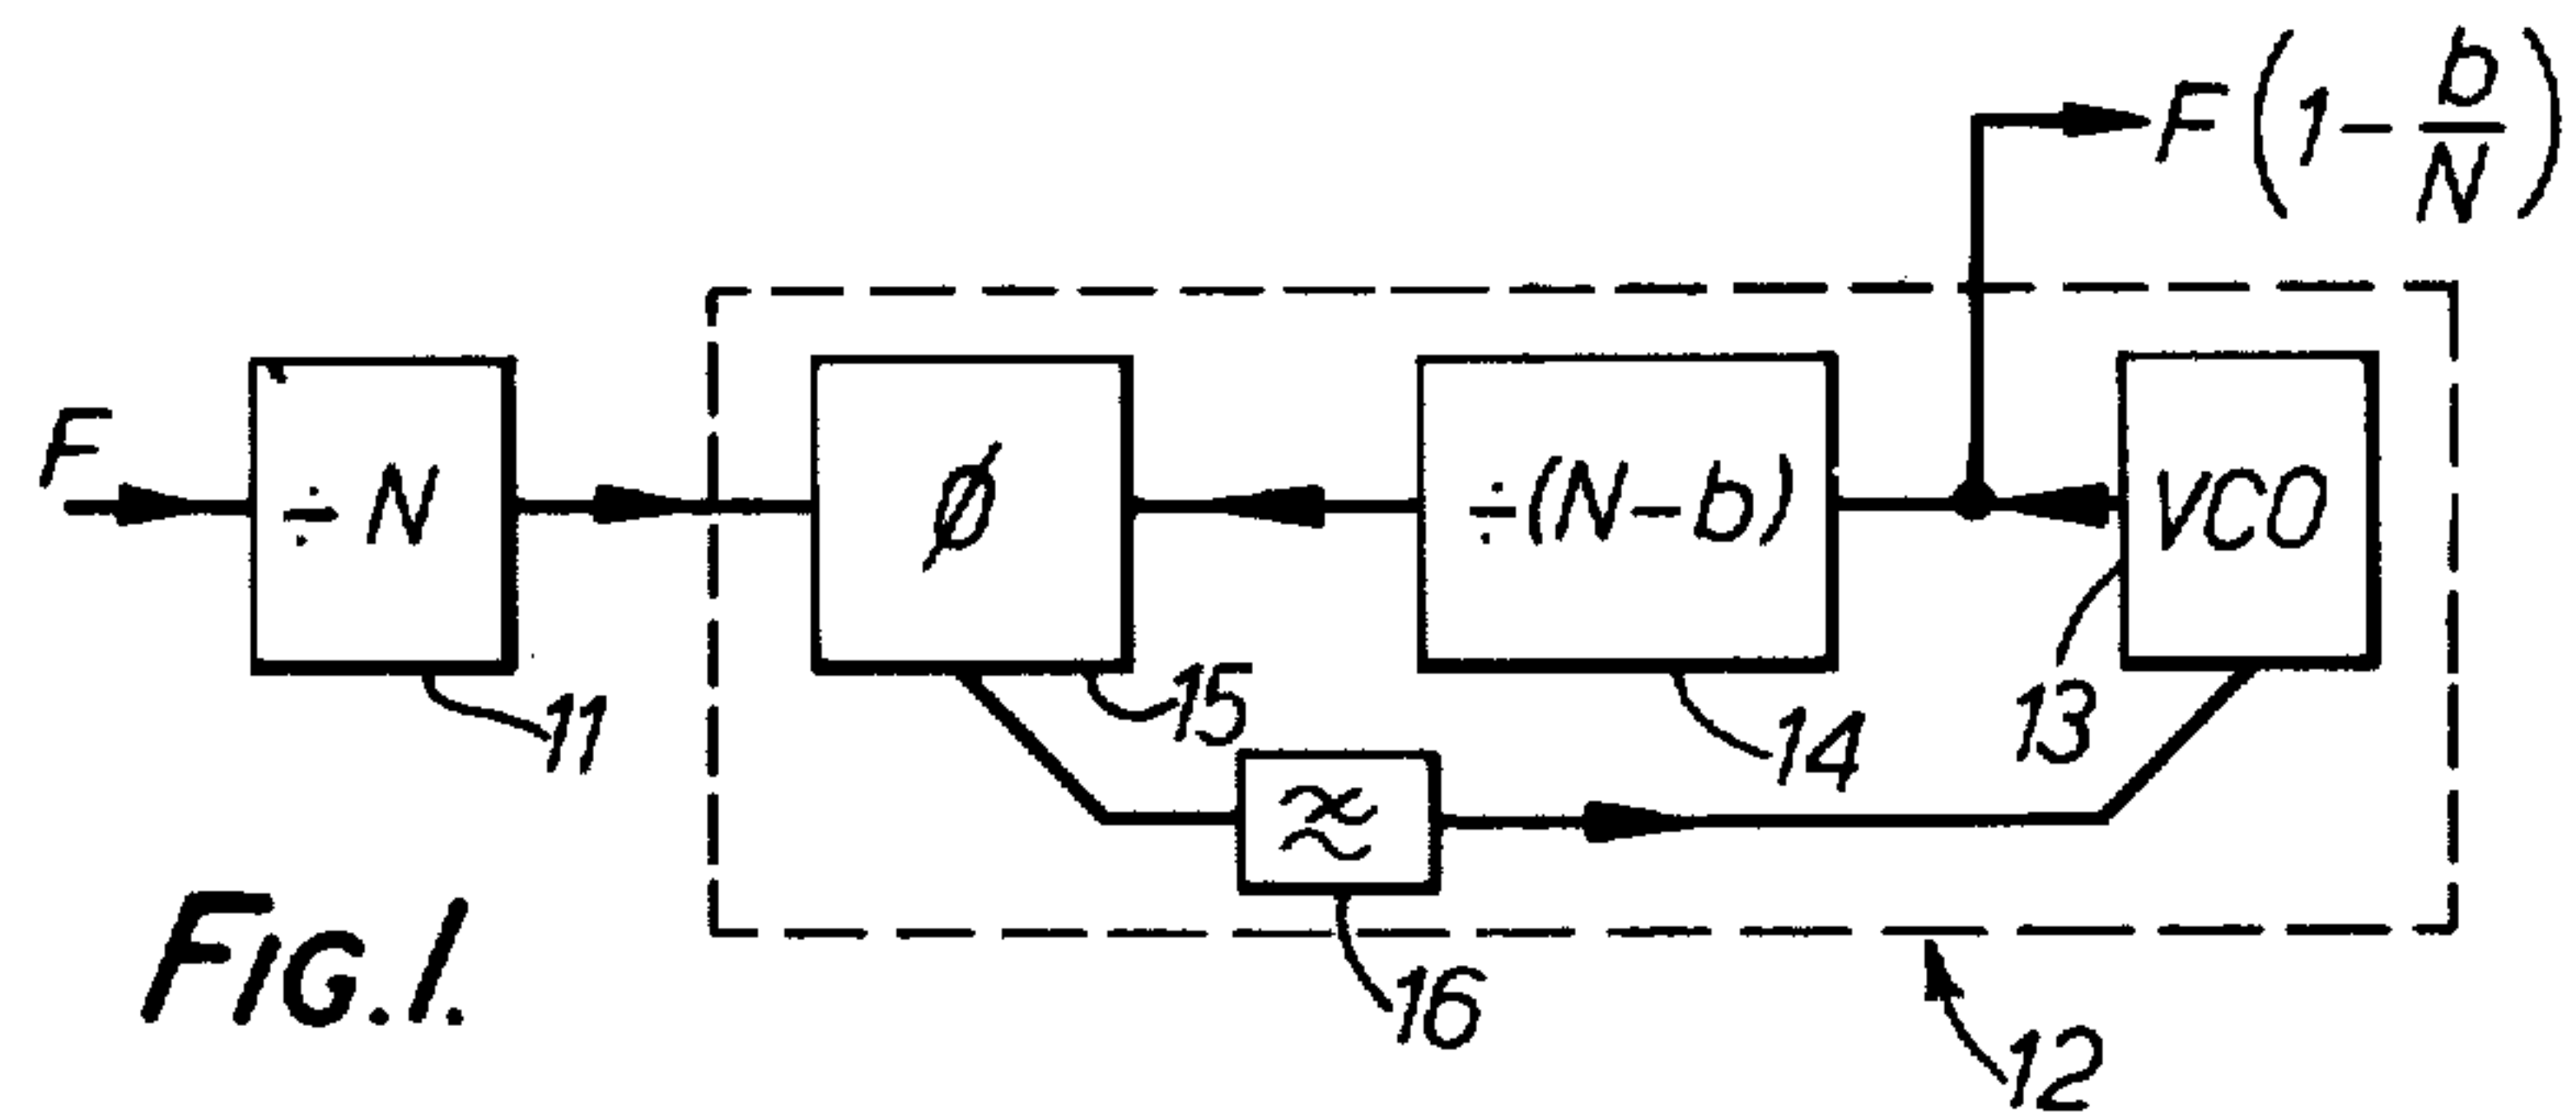 F(1-b/N)
F
÷N
ϕ
÷(N-b)
VCO
11
15
14
13
16
12
FIG.1.